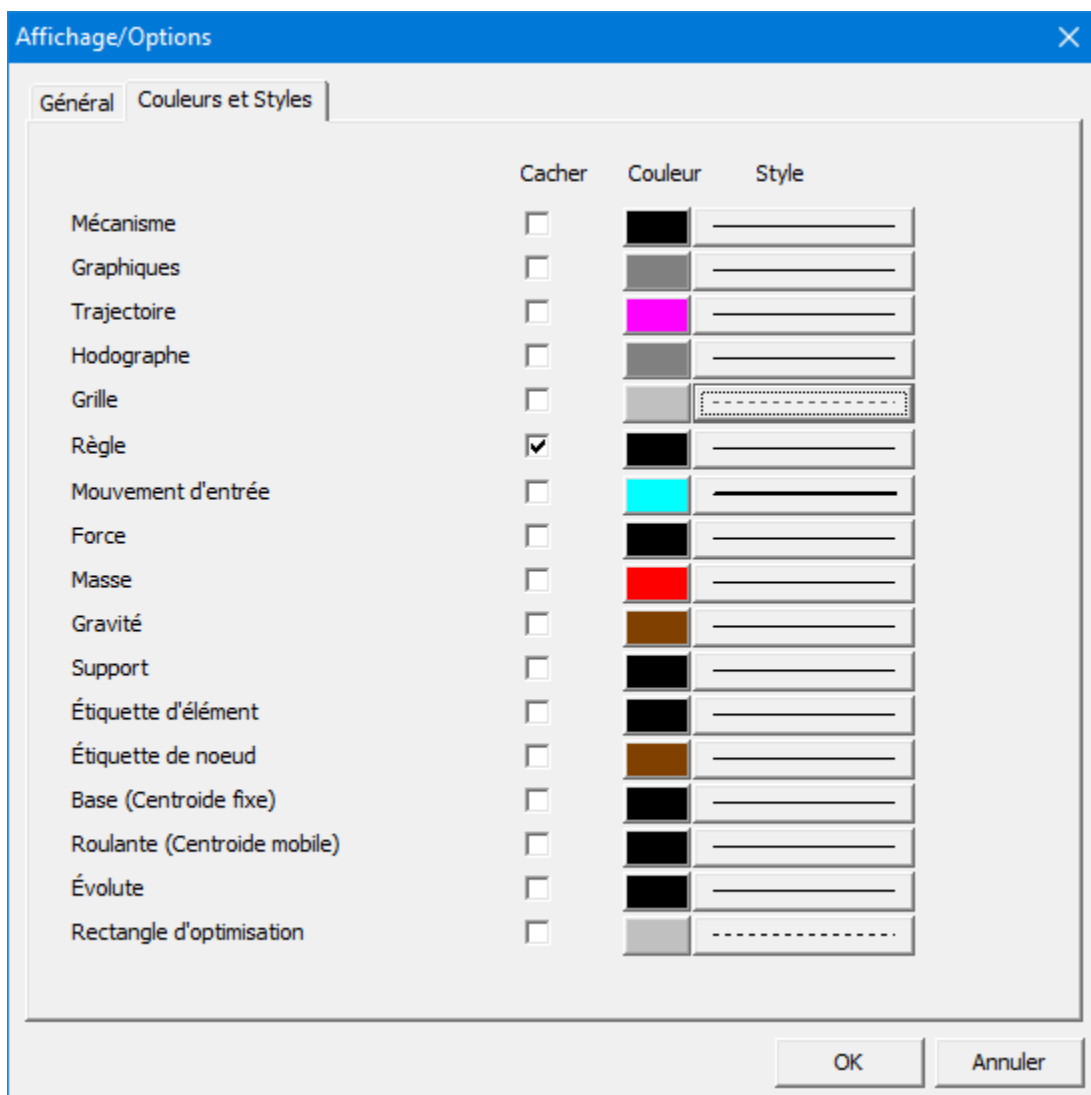 Affichage/Options
Général Couleurs et Styles
Cacher Couleur Style
Mécanisme
Graphiques
Trajectoire
Hodographe
Grille
Règle
Mouvement d'entrée
Force
Masse
Gravité
Support
Étiquette d'élément
Étiquette de noeud
Base (Centroide fixe)
Roulante (Centroide mobile)
Évolute
Rectangle d'optimisation
OK Annuler